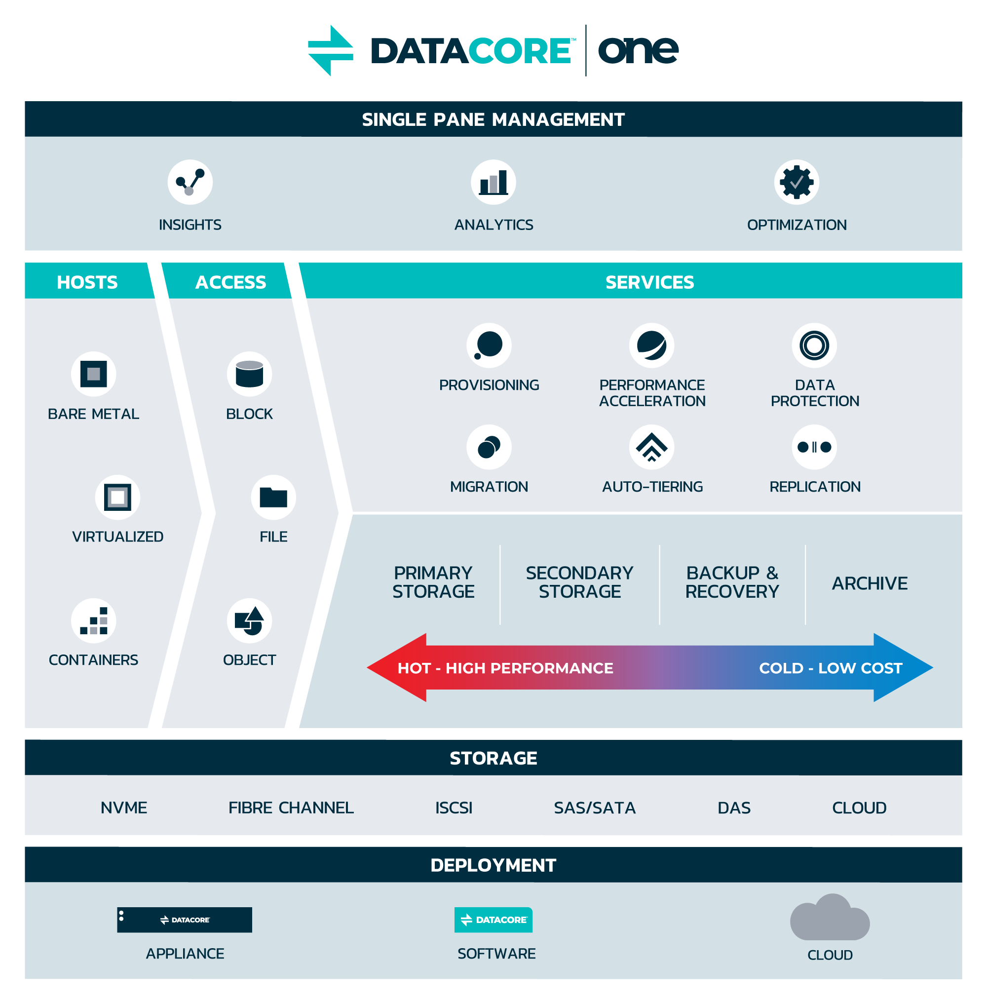 DATACORE™ one
SINGLE PANE MANAGEMENT
INSIGHTS
ANALYTICS
OPTIMIZATION
HOSTS
BARE METAL
VIRTUALIZED
CONTAINERS
ACCESS
BLOCK
FILE
OBJECT
SERVICES
PROVISIONING
PERFORMANCE
ACCELERATION
DATA
PROTECTION
MIGRATION
AUTO-TIERING
REPLICATION
PRIMARY
STORAGE
SECONDARY
STORAGE
BACKUP &
RECOVERY
ARCHIVE
HOT - HIGH PERFORMANCE
COLD - LOW COST
STORAGE
NVME
FIBRE CHANNEL
ISCSI
SAS/SATA
DAS
CLOUD
DEPLOYMENT
DATACORE
APPLIANCE
DATACORE
SOFTWARE
CLOUD